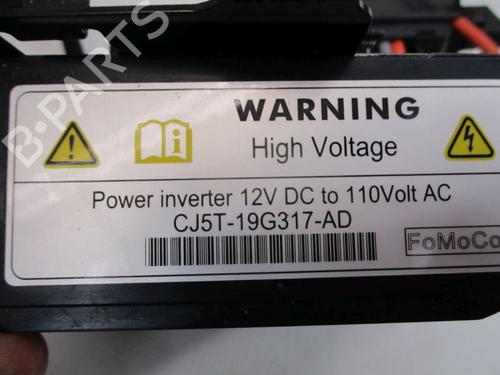 WARNING
High Voltage
Power inverter 12V DC to 110Volt AC
CJ5T-19G317-AD
FoMoCo
B-PARTS